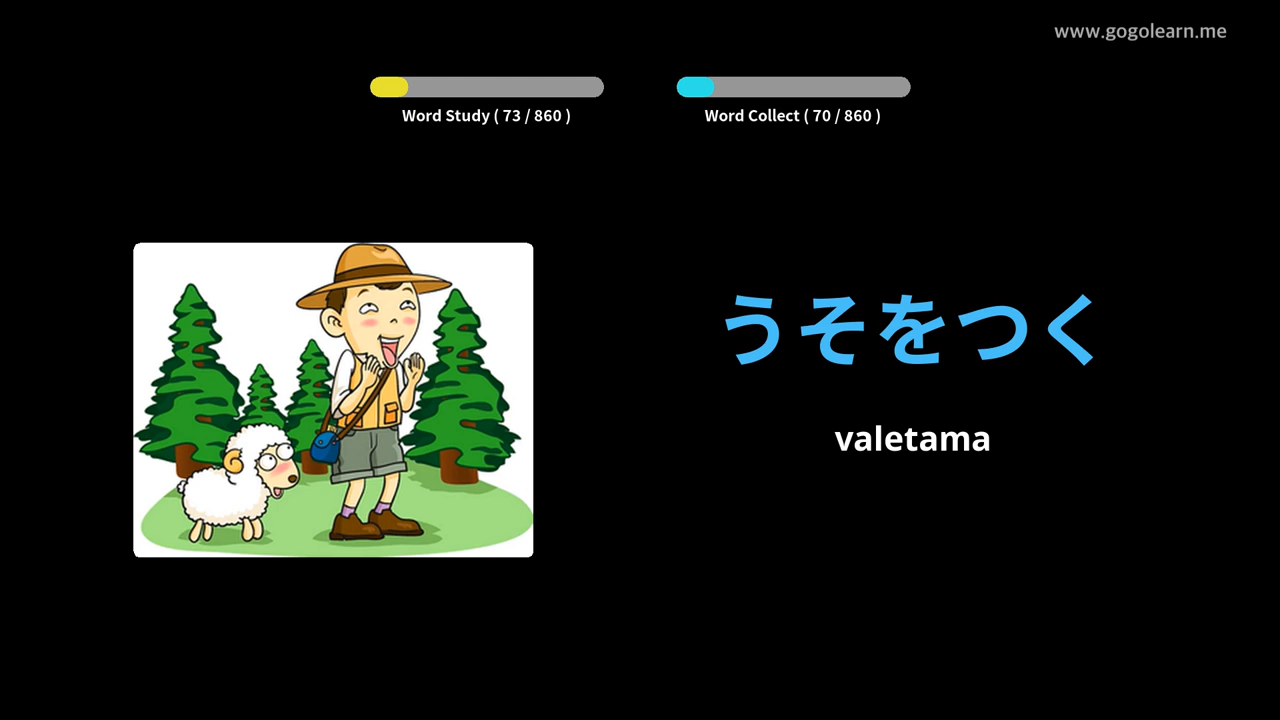 www.gogolearn.me
Word Study ( 73 / 860 )
Word Collect ( 70 / 860 )
うそをつく
valetama